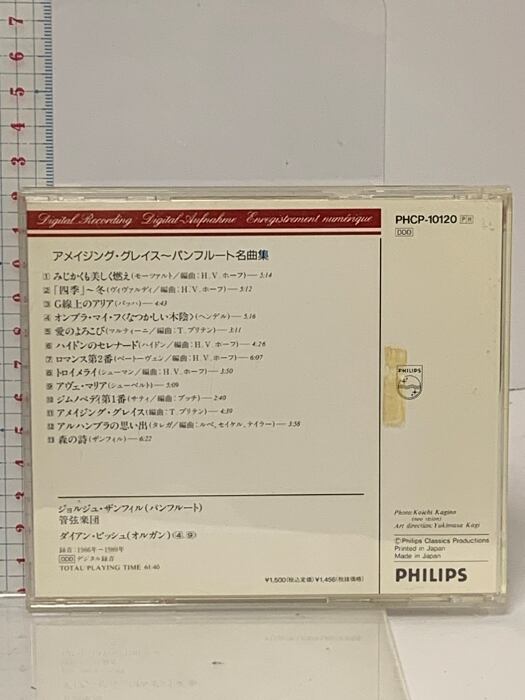 Digital Recording Digital-Aufnahme Enregistrement numérique
PHCP-10120 PH
DDD
アメイジング・グレイス〜パンフルート名曲集
1 みじかくも美しく燃え(モーツァルト/編曲:H.V.ホーフ)— 5:14
2 「四季」〜冬(ヴィヴァルディ/編曲:H.V.ホーフ)— 5:12
3 G線上のアリア(バッハ)— 4:43
4 オンブラ・マイ・フ〈なつかしい木陰〉(ヘンデル)— 5:16
5 愛のよろこび(マルティーニ/編曲:T.ブリテン)— 3:11
6 ハイドンのセレナード(ハイドン/編曲:H.V.ホーフ)— 4:26
7 ロマンス第2番(ベートーヴェン/編曲:H.V.ホーフ)— 6:07
8 トロイメライ(シューマン/編曲:H.V.ホーフ)— 3:50
9 アヴェ・マリア(シューベルト)— 5:09
10 ジムノペディ第1番(サティ/編曲:プッチ)— 2:40
11 アメイジング・グレイス(編曲:T.ブリテン)— 4:39
12 アルハンブラの思い出(タレガ/編曲:ルペ、セイケル、テイラー)— 3:58
13 森の詩(ザンフィル)— 6:22
PHILIPS
ジョルジュ・ザンフィル(パンフルート)
管弦楽団
ダイアン・ビッシュ(オルガン) 4, 9
録音:1986年〜1989年
DDD デジタル録音
TOTAL PLAYING TIME 61:40
¥1,500(税込定価)¥1,456(税抜価格)
Photo: Koichi Kagino
(neo vision)
Art direction: Yukimasa Kagi
Ⓒ Philips Classics Productions
Printed in Japan
Made in Japan
PHILIPS